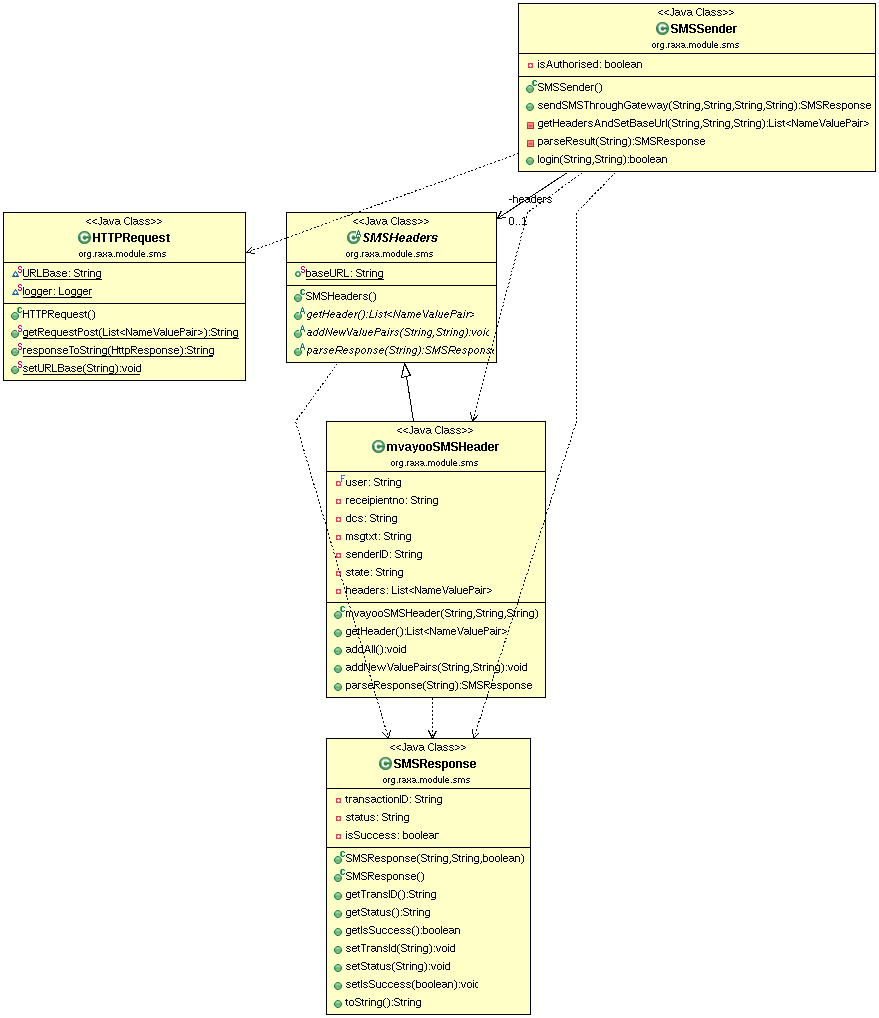 <<Java Class>>
SMSSender
org.raxa.module.sms
isAuthorised: boolean
SMSSender()
sendSMSThroughGateway(String,String,String,String):SMSResponse
getHeadersAndSetBaseUrl(String,String,String):List<NameValuePair>
parseResult(String):SMSResponse
login(String,String):boolean
-headers
0..1
<<Java Class>>
HTTPRequest
org.raxa.module.sms
URLBase: String
logger: Logger
HTTPRequest()
getRequestPost(List<NameValuePair>):String
responseToString(HttpResponse):String
setURLBase(String):void
<<Java Class>>
SMSHeaders
org.raxa.module.sms
baseURL: String
SMSHeaders()
getHeader():List<NameValuePair>
addNewValuePairs(String,String):void
parseResponse(String):SMSRespons
<<Java Class>>
mvayooSMSHeader
org.raxa.module.sms
user: String
receipientno: String
dcs: String
msgtxt: String
senderID: String
state: String
headers: List<NameValuePair>
mvayooSMSHeader(String,String,String)
getHeader():List<NameValuePair>
addAll():void
addNewValuePairs(String,String):void
parseResponse(String):SMSResponse
<<Java Class>>
SMSResponse
org.raxa.module.sms
transactionID: String
status: String
isSuccess: boolean
SMSResponse(String,String,boolean)
SMSResponse()
getTransID():String
getStatus():String
getIsSuccess():boolean
setTransId(String):void
setStatus(String):void
setIsSuccess(boolean):void
toString():String